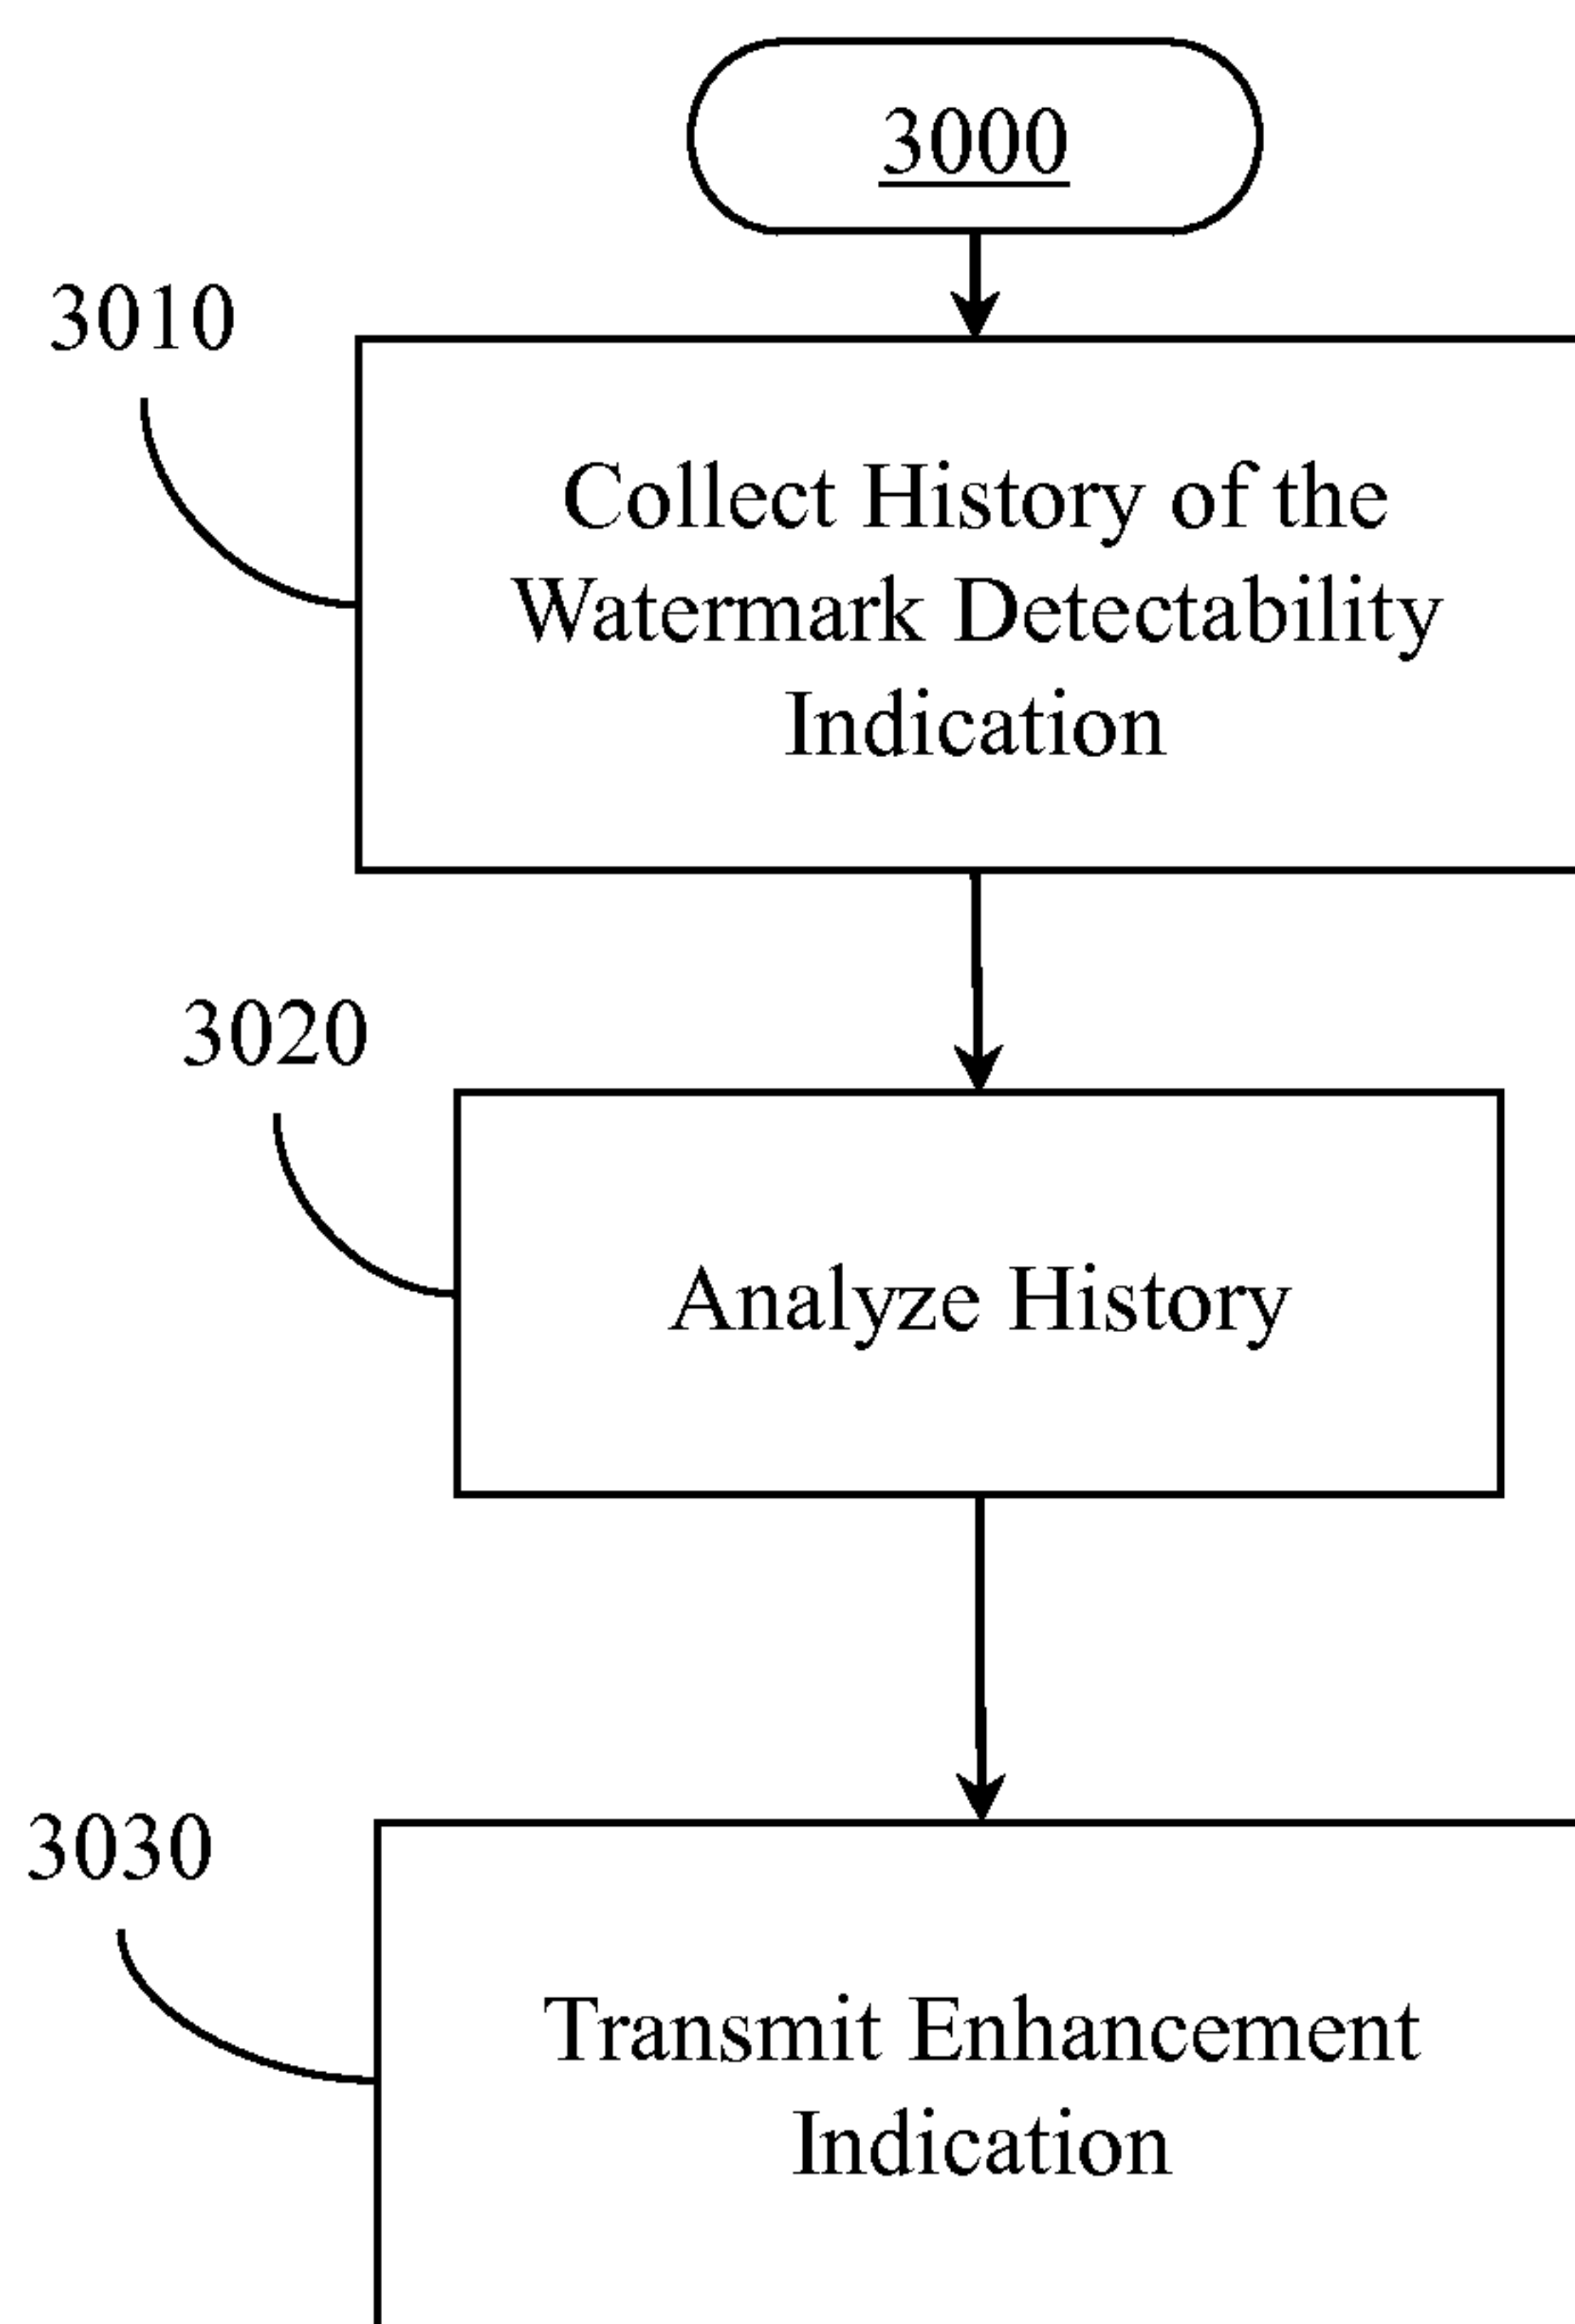 3000
3010
Collect History of the
Watermark Detectability
Indication
3020
Analyze History
3030
Transmit Enhancement
Indication